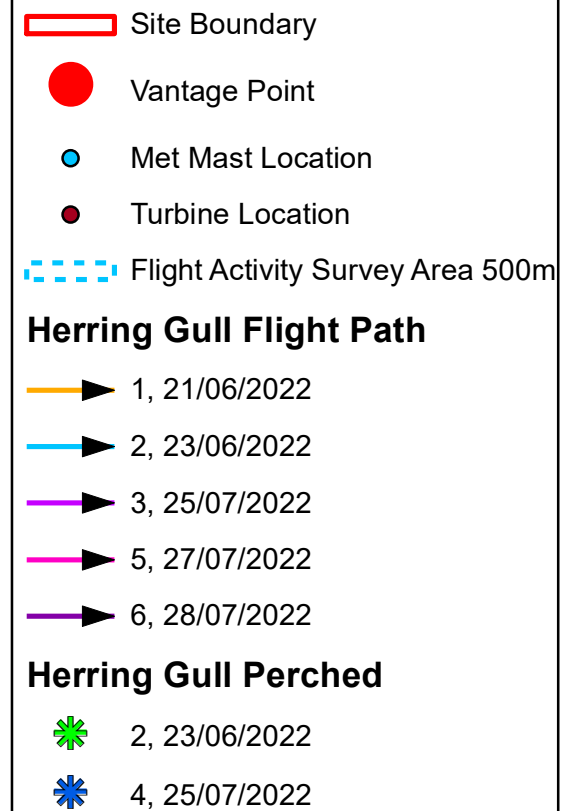 Site Boundary
Vantage Point
Met Mast Location
Turbine Location
Flight Activity Survey Area 500m
Herring Gull Flight Path
1, 21/06/2022
2, 23/06/2022
3, 25/07/2022
5, 27/07/2022
6, 28/07/2022
Herring Gull Perched
2, 23/06/2022
4, 25/07/2022